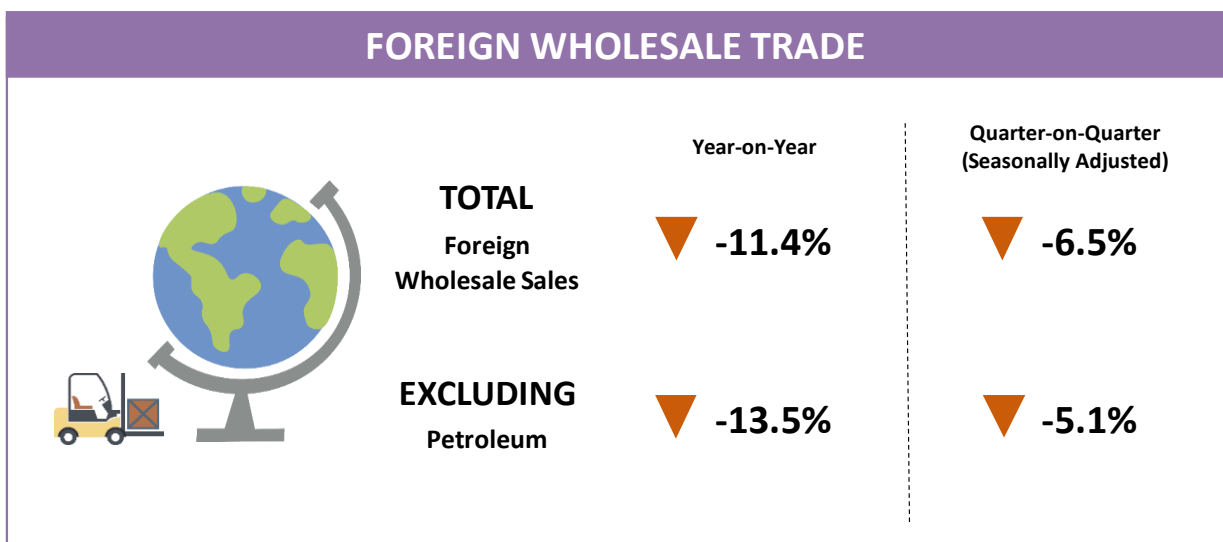 FOREIGN WHOLESALE TRADE
Year-on-Year
Quarter-on-Quarter
(Seasonally Adjusted)
TOTAL
Foreign
Wholesale Sales
-11.4%
-6.5%
EXCLUDING
Petroleum
-13.5%
-5.1%